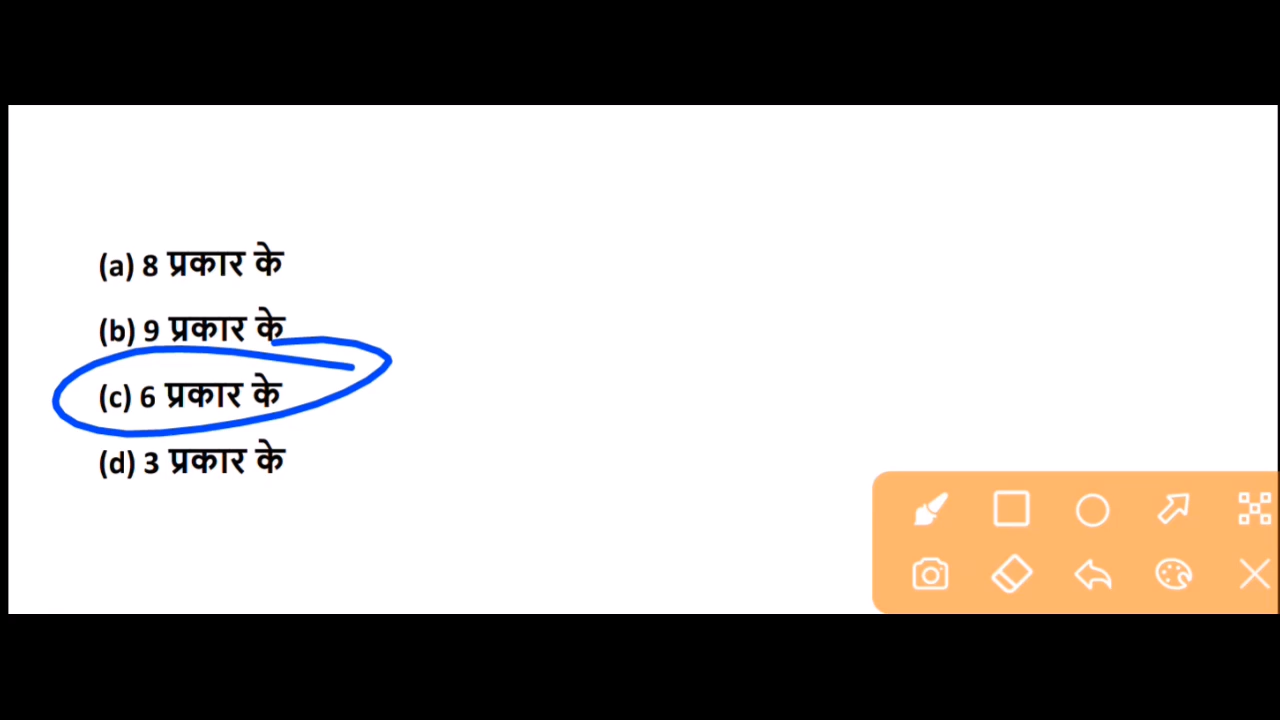 (a) 8 प्रकार के
(b) 9 प्रकार के
(c) 6 प्रकार के
(d) 3 प्रकार के